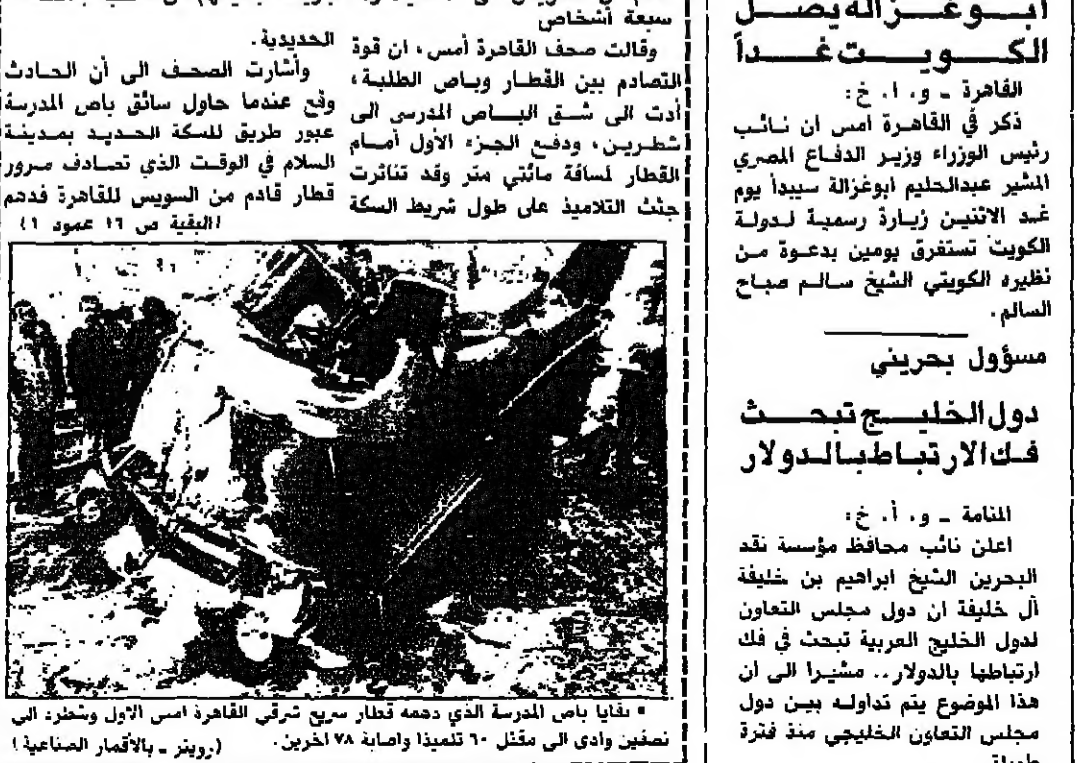 أبـو غـزالة يصـل
الكـويـت غـداً
القاهرة ـ و. ا. خ:
ذكر في القاهرة امس ان نائب
رئيس الوزراء وزير الدفاع المصري
المشير عبدالحليم ابوغزالة سيبدأ يوم
غد الاثنين زيارة رسمية لدولة
الكويت تستغرق يومين بدعوة من
نظيره الكويتي الشيخ سالم صباح
السالم.
مسؤول بحريني
دول الخليج تبحث
فك الارتباط بالدولار
المنامة ـ و. أ. خ:
اعلن نائب محافظ مؤسسة نقد
البحرين الشيخ ابراهيم بن خليفة
آل خليفة ان دول مجلس التعاون
لدول الخليج العربية تبحث في فك
ارتباطها بالدولار.. مشيرا الى ان
هذا الموضوع يتم تداوله بين دول
مجلس التعاون الخليجي منذ فترة
طويلة
سبعة أشخاص
وقالت صحف القاهرة أمس، ان قوة
التصادم بين القطار وباص الطلبة،
أدت الى شق الباص المدرسي الى
شطرين، ودفع الجزء الأول أمام
القطار لمسافة مائتي متر وقد تناثرت
جثث التلاميذ على طول شريط السكة
الحديدية.
وأشارت الصحف الى أن الحادث
وقع عندما حاول سائق باص المدرسة
عبور طريق للسكة الحديد بمدينة
السلام في الوقت الذي تصادف مرور
قطار قادم من السويس للقاهرة فدهم
(البقية ص ١٦ عمود ١)
▪ بقايا باص المدرسة الذي دهمه قطار سريع شرقي القاهرة امس الاول وشطره الى
نصفين وادى الى مقتل ٦٠ تلميذا واصابة ٧٨ اخرين. (رويتر ـ بالأقمار الصناعية)